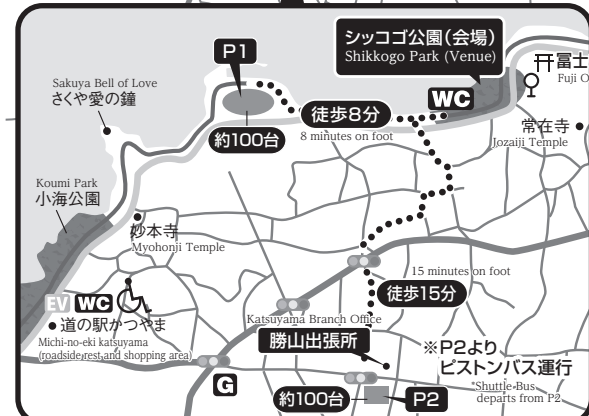 P1
シッコゴ公園(会場)
Shikkogo Park (Venue)
富士
Fuji O
Sakuya Bell of Love
さくや愛の鐘
WC
徒歩8分
8 minutes on foot
約100台
常在寺
Jozaiji Temple
Koumi Park
小海公園
妙本寺
Myohonji Temple
15 minutes on foot
徒歩15分
EV WC
道の駅かつやま
Michi-no-eki katsuyama
(roadside rest and shopping area)
Katsuyama Branch Office
勝山出張所
※P2より
ピストンバス運行
Shuttle Bus
departs from P2
G
約100台
P2